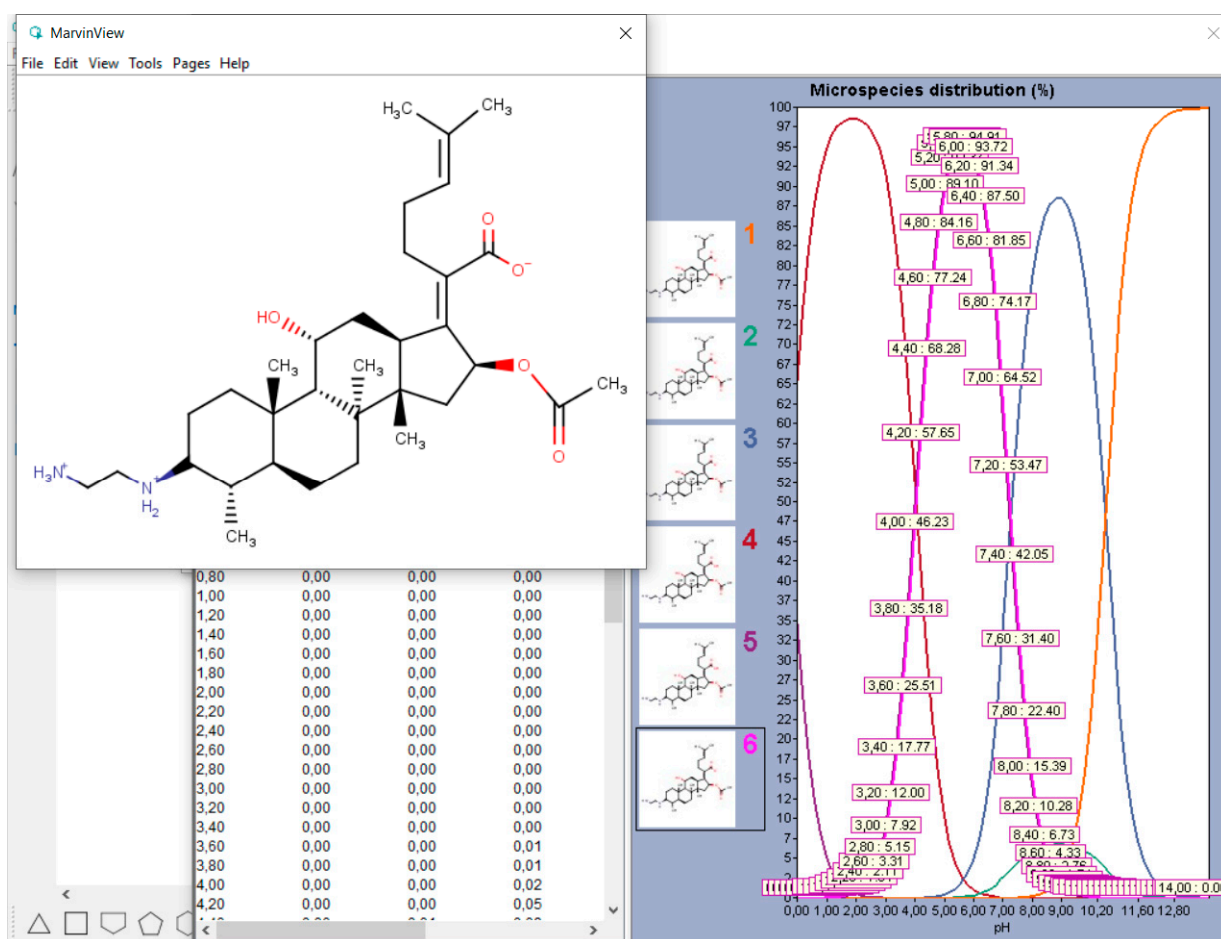 MarvinView
File Edit View Tools Pages Help
H₃C
CH₃
O
O⁻
HO
CH₃
CH₃
O
CH₃
CH₃
O
H₃N⁺
N⁺
H₂
CH₃
0,80 0,00 0,00 0,00
1,00 0,00 0,00 0,00
1,20 0,00 0,00 0,00
1,40 0,00 0,00 0,00
1,60 0,00 0,00 0,00
1,80 0,00 0,00 0,00
2,00 0,00 0,00 0,00
2,20 0,00 0,00 0,00
2,40 0,00 0,00 0,00
2,60 0,00 0,00 0,00
2,80 0,00 0,00 0,00
3,00 0,00 0,00 0,00
3,20 0,00 0,00 0,00
3,40 0,00 0,00 0,00
3,60 0,00 0,00 0,01
3,80 0,00 0,00 0,01
4,00 0,00 0,00 0,02
4,20 0,00 0,00 0,05
1
2
3
4
5
6
Microspecies distribution (%)
100
97
95
92
90
87
85
82
80
77
75
72
70
67
65
62
60
57
55
52
50
47
45
42
40
37
35
32
30
27
25
22
20
17
15
12
10
7
5
2
5,80 : 94.91
6,00 : 93.72
6,20 : 91.34
5,00 : 89.10
6,40 : 87.50
4,80 : 84.16
6,60 : 81.85
4,60 : 77.24
6,80 : 74.17
4,40 : 68.28
7,00 : 64.52
4,20 : 57.65
7,20 : 53.47
4,00 : 46.23
7,40 : 42.05
3,80 : 35.18
7,60 : 31.40
3,60 : 25.51
7,80 : 22.40
3,40 : 17.77
8,00 : 15.39
3,20 : 12.00
8,20 : 10.28
3,00 : 7.92
8,40 : 6.73
2,80 : 5.15
8,60 : 4.33
2,60 : 3.31
2,40 : 2.11
14,00 : 0.0
0,00 1,00 2,00 3,00 4,00 5,00 6,00 7,00 8,00 9,00 10,20 11,60 12,80
pH